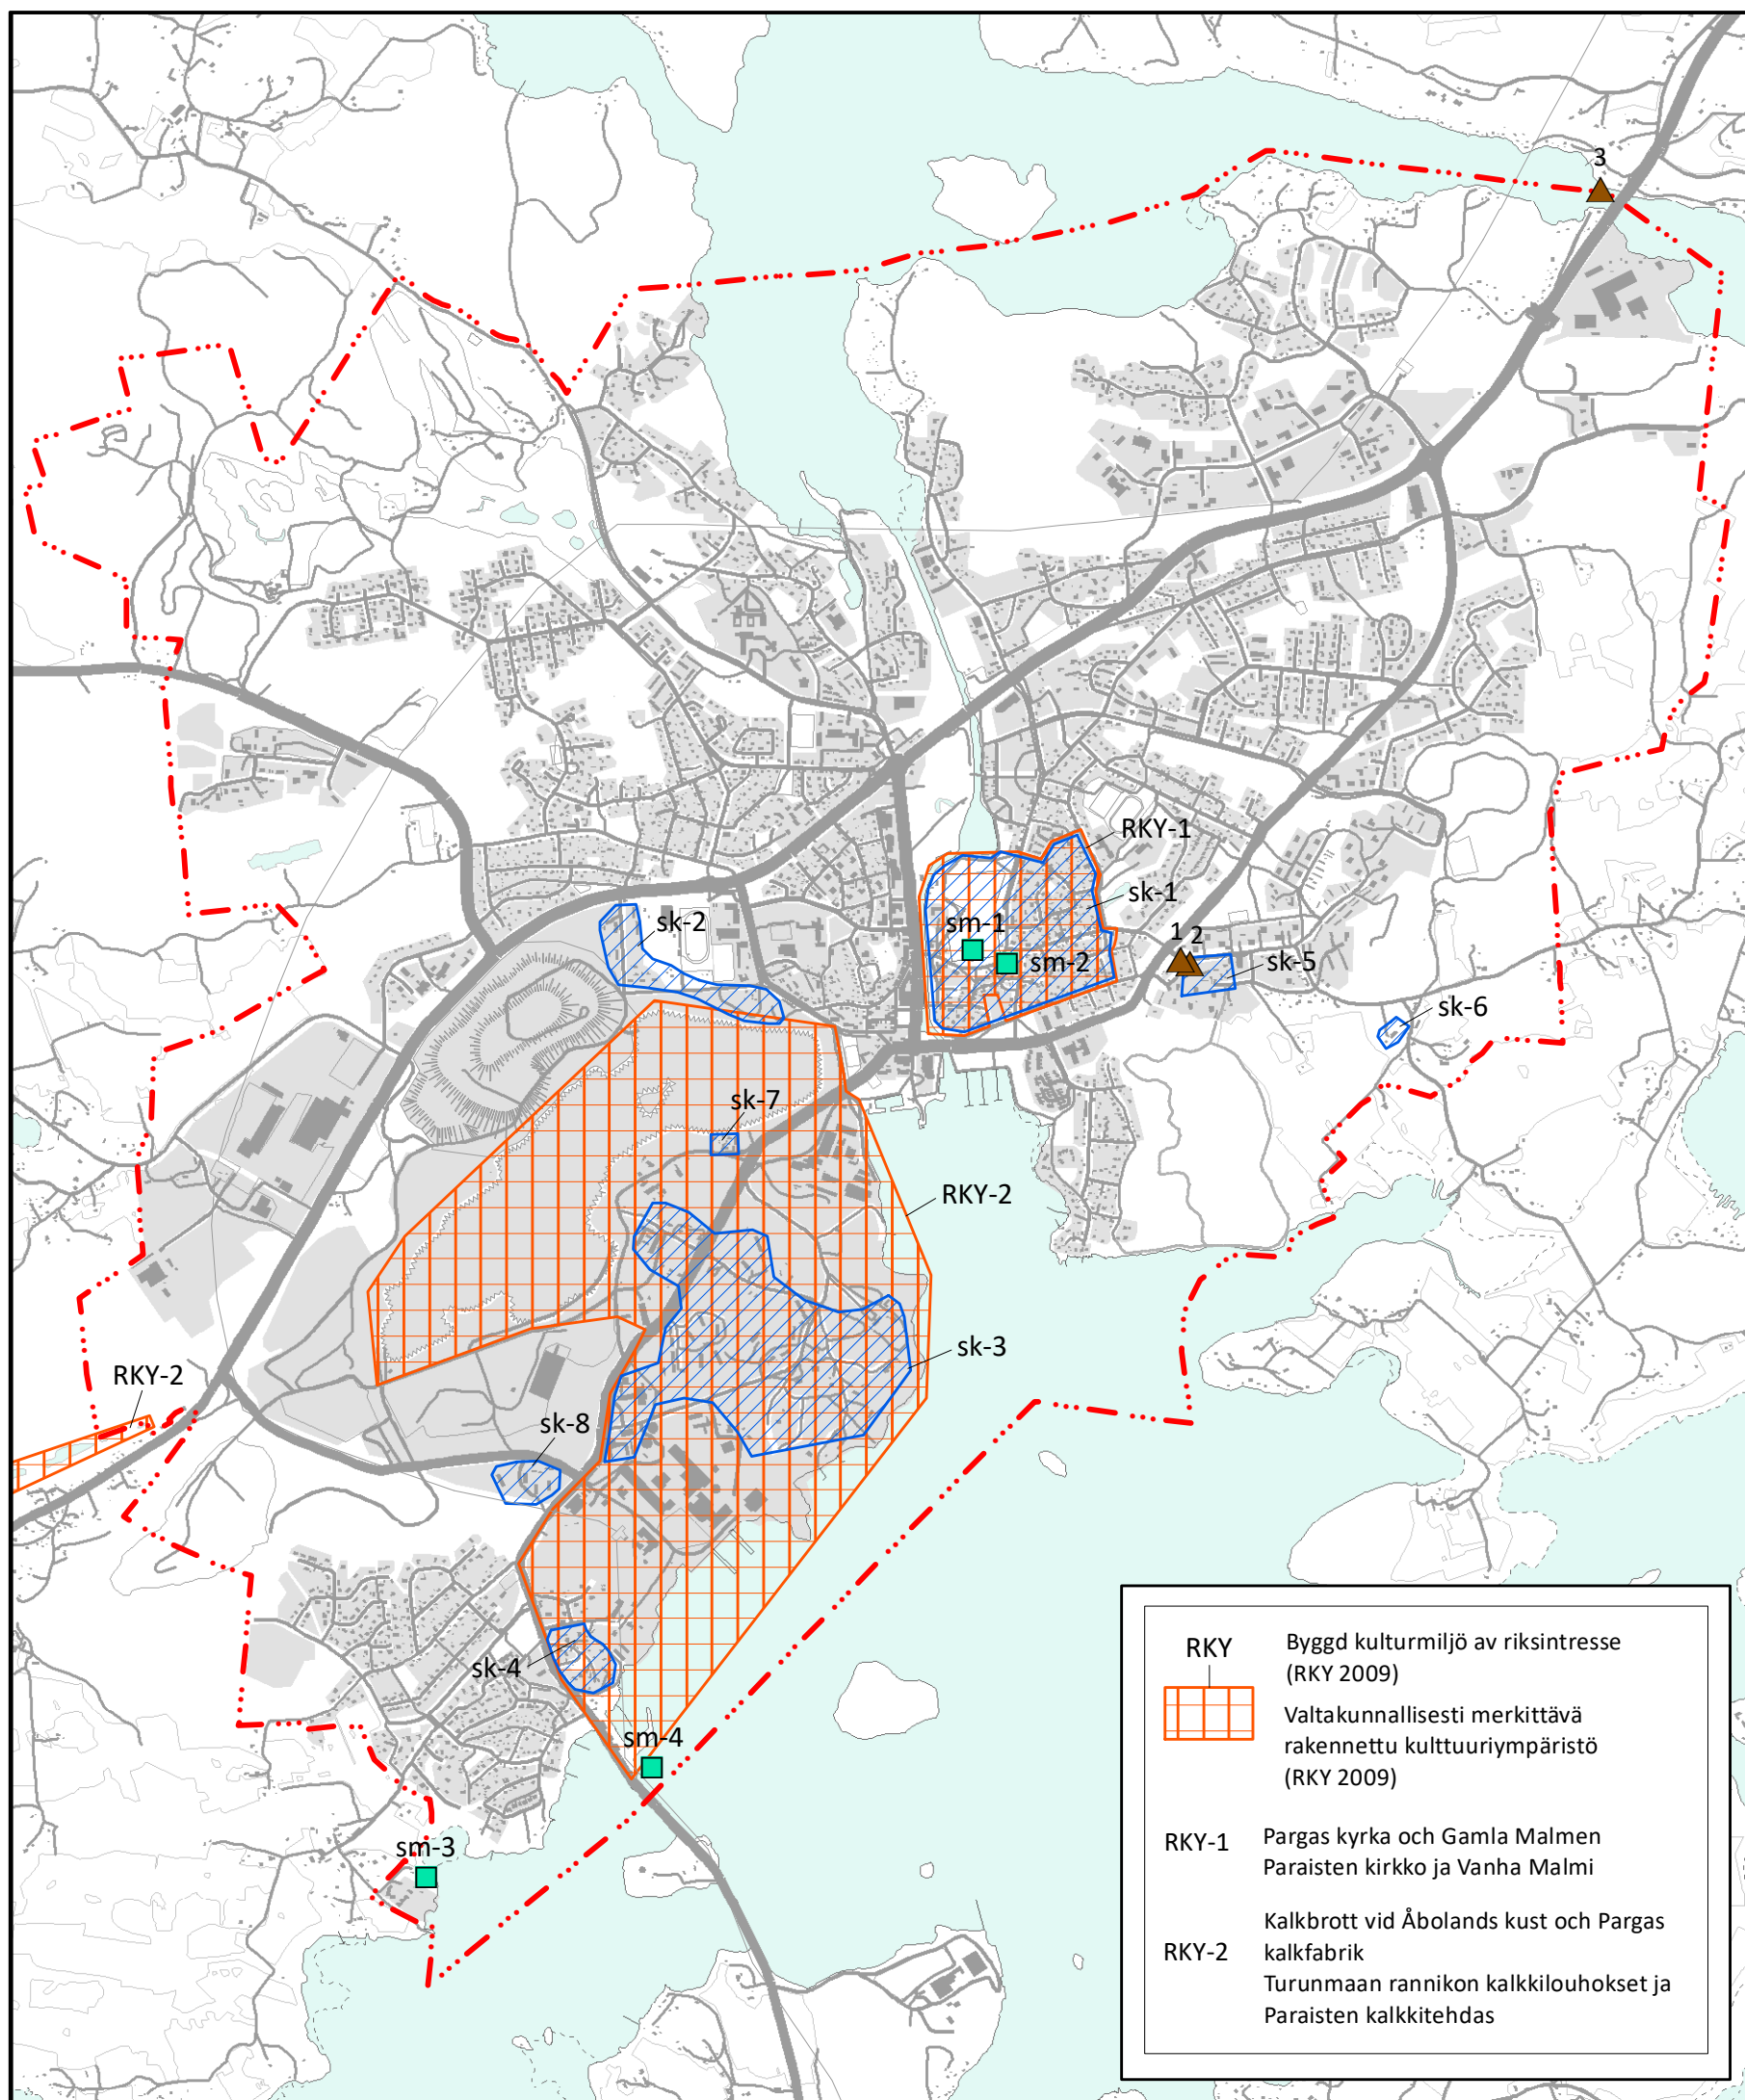 3
RKY-1
sk-1
sk-2
sm-1
1
2
sm-2
sk-5
sk-6
sk-7
RKY-2
sk-3
RKY-2
sk-8
sk-4
sm-4
sm-3
RKY
Byggd kulturmiljö av riksintresse
(RKY 2009)
Valtakunnallisesti merkittävä
rakennettu kulttuuriympäristö
(RKY 2009)
RKY-1
Pargas kyrka och Gamla Malmen
Paraisten kirkko ja Vanha Malmi
RKY-2
Kalkbrott vid Åbolands kust och Pargas
kalkfabrik
Turunmaan rannikon kalkkilouhokset ja
Paraisten kalkkitehdas